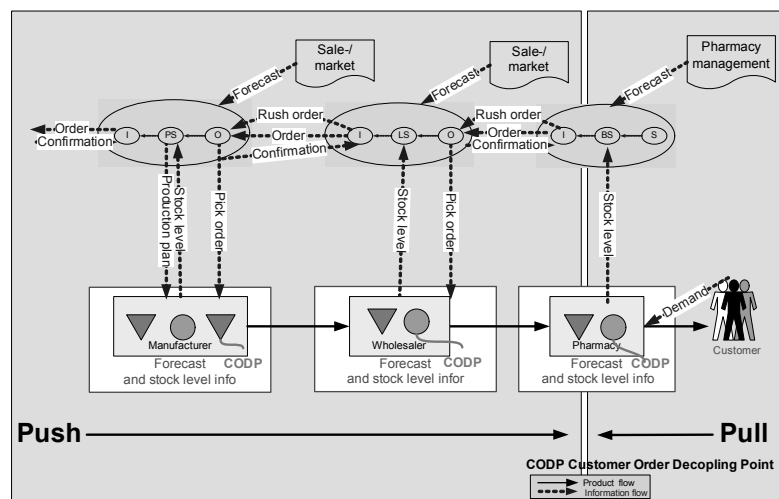 Sale-/
market
Sale-/
market
Pharmacy
management
Forecast
Forecast
Forecast
Rush order
Rush order
Order
Confirmation
I
PS
O
Order
Confirmation
I
LS
O
Order
Confirmation
I
BS
S
Production plan
Stock level
Pick order
Stock level
Pick order
Stock level
Demand
Manufacturer
Wholesaler
Pharmacy
Customer
CODP
CODP
CODP
Forecast
and stock level info
Forecast
and stock level infor
Forecast
and stock level info
Push
Pull
CODP Customer Order Decopling Point
Product flow
Information flow